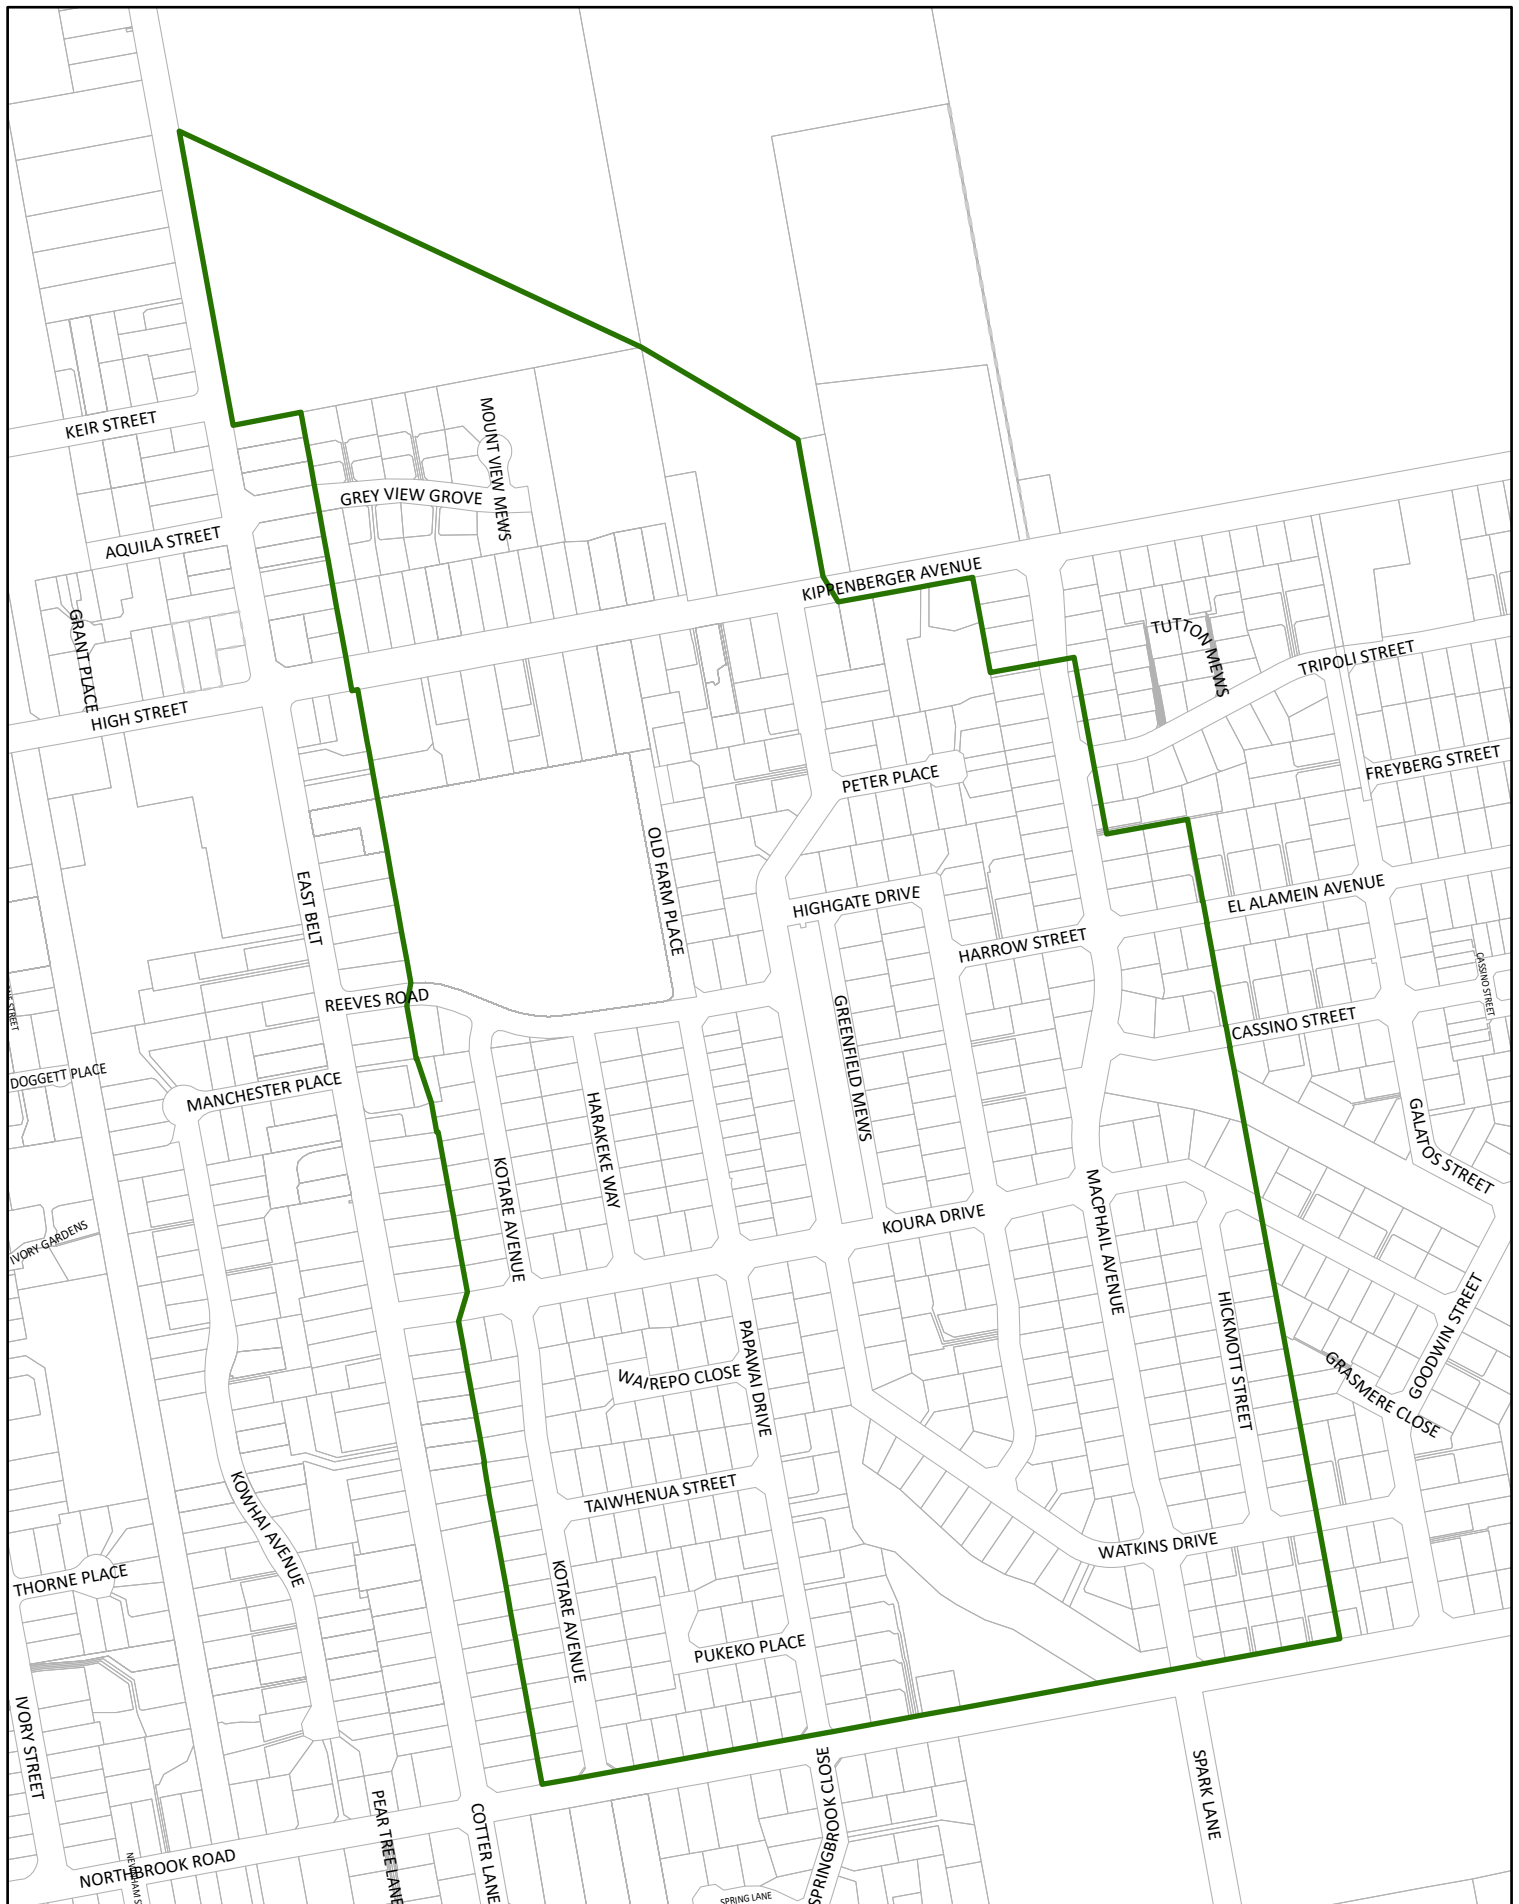 KEIR STREET
MOUNT VIEW MEWS
GREY VIEW GROVE
AQUILA STREET
KIPPENBERGER AVENUE
GRANT PLACE
TUTTON MEWS
TRIPOLI STREET
HIGH STREET
FREYBERG STREET
PETER PLACE
OLD FARM PLACE
EAST BELT
HIGHGATE DRIVE
EL ALAMEIN AVENUE
HARROW STREET
CASSINO STREET
REEVES ROAD
GREENFIELD MEWS
CASSINO STREET
DOGGETT PLACE
MANCHESTER PLACE
HARAKEKE WAY
GALATOS STREET
KOTARE AVENUE
MACPHAIL AVENUE
KOURA DRIVE
IVORY GARDENS
HICKMOTT STREET
GOODWIN STREET
PAPAWAI DRIVE
WAIREPO CLOSE
GRASMERE CLOSE
KOWHAI AVENUE
TAIWHENUA STREET
WATKINS DRIVE
THORNE PLACE
KOTARE AVENUE
PUKEKO PLACE
IVORY STREET
SPRINGBROOK CLOSE
SPARK LANE
PEAR TREE LANE
COTTER LANE
NORTHBROOK ROAD
SPRING LANE